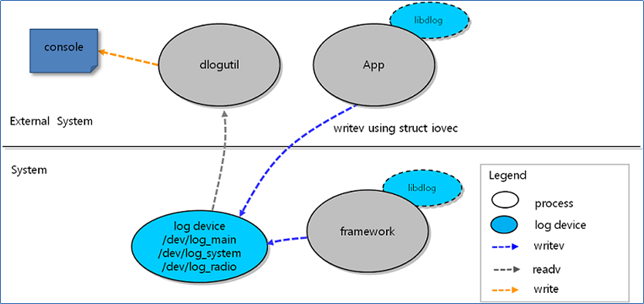 libdlog
console
dlogutil
App
External System
writev using struct iovec
System
libdlog
Legend
process
log device
writev
readv
write
log device
/dev/log_main
/dev/log_system
/dev/log_radio
framework